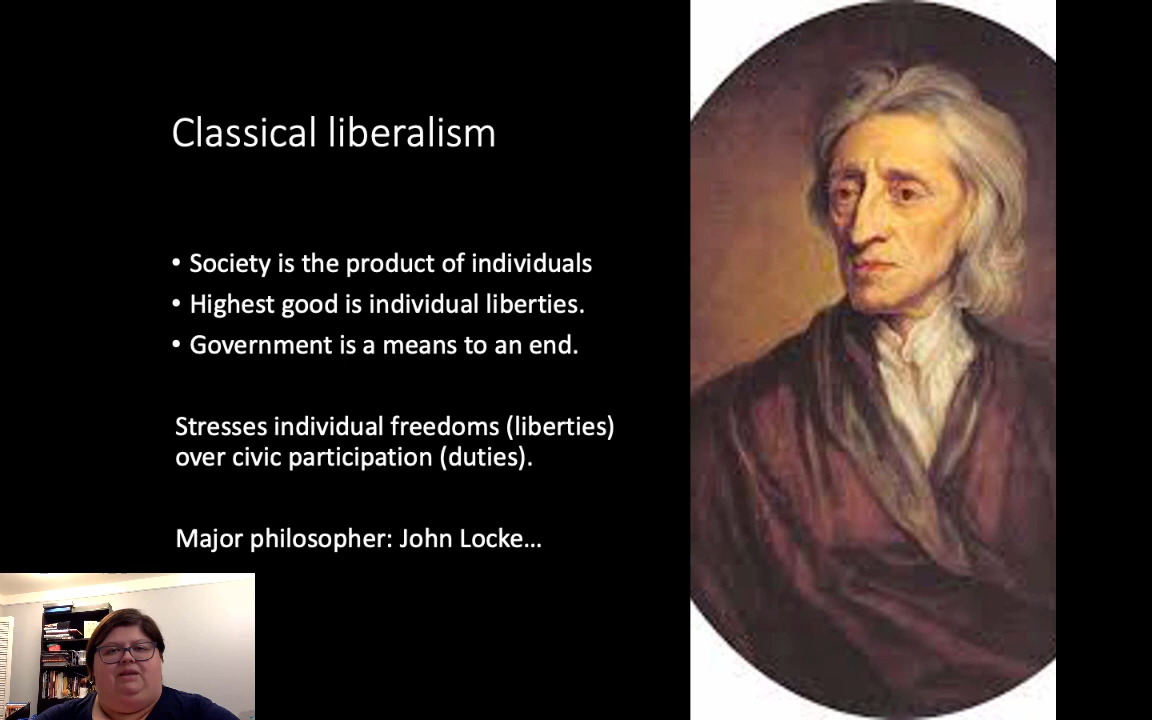 Classical liberalism
• Society is the product of individuals
• Highest good is individual liberties.
• Government is a means to an end.
Stresses individual freedoms (liberties)
over civic participation (duties).
Major philosopher: John Locke…